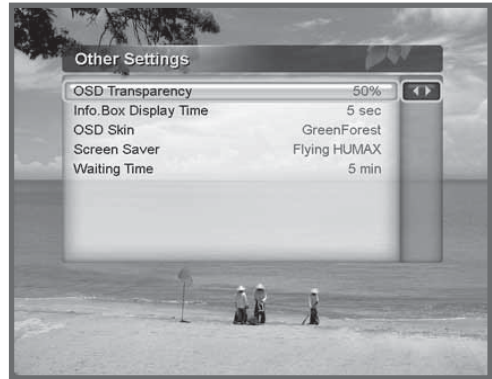 Other Settings
OSD Transparency 50%
Info.Box Display Time 5 sec
OSD Skin GreenForest
Screen Saver Flying HUMAX
Waiting Time 5 min